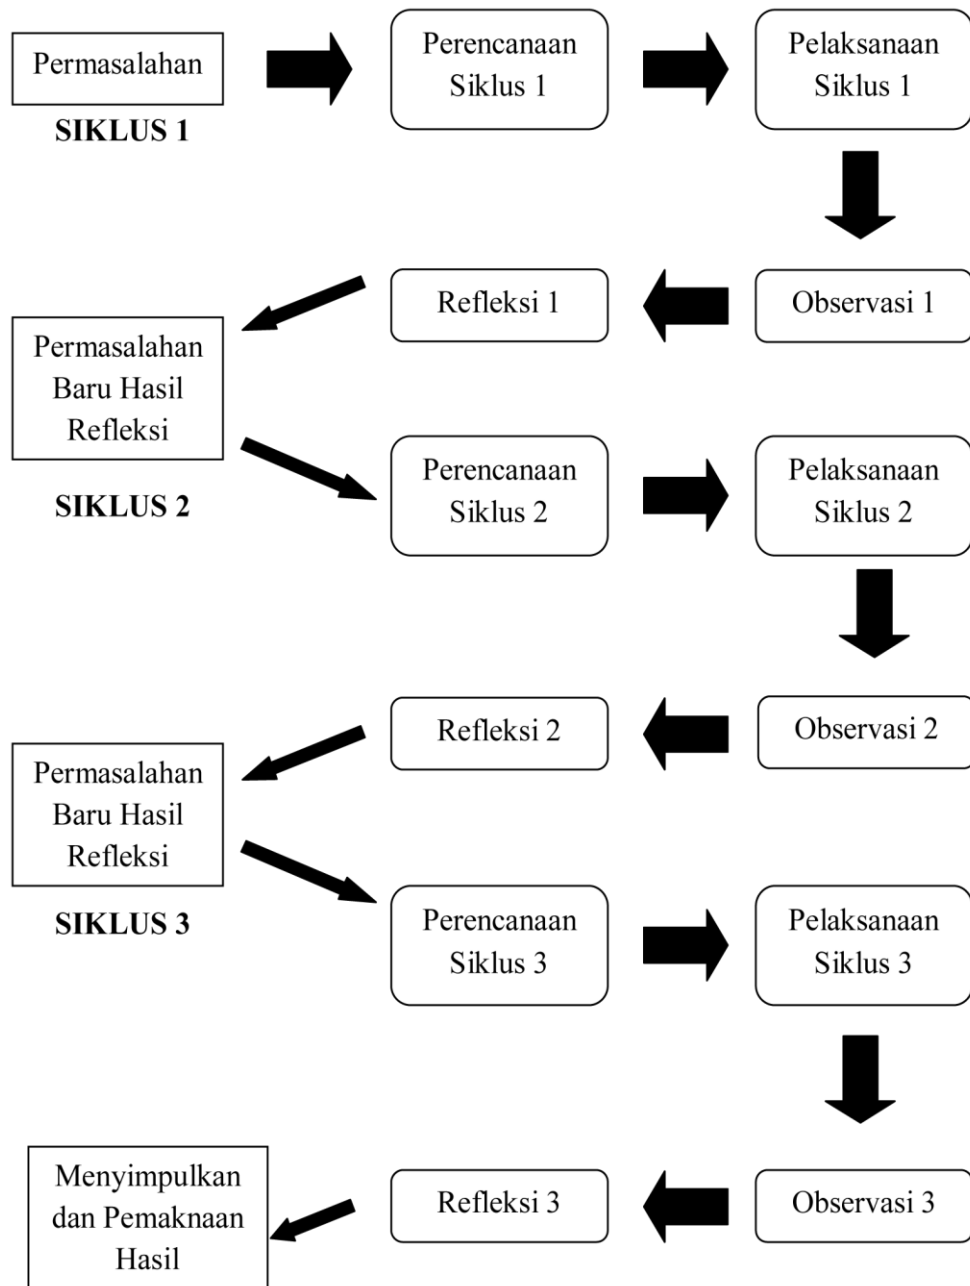 Permasalahan
SIKLUS 1
Perencanaan
Siklus 1
Pelaksanaan
Siklus 1
Observasi 1
Refleksi 1
Permasalahan
Baru Hasil
Refleksi
SIKLUS 2
Perencanaan
Siklus 2
Pelaksanaan
Siklus 2
Observasi 2
Refleksi 2
Permasalahan
Baru Hasil
Refleksi
SIKLUS 3
Perencanaan
Siklus 3
Pelaksanaan
Siklus 3
Observasi 3
Refleksi 3
Menyimpulkan
dan Pemaknaan
Hasil